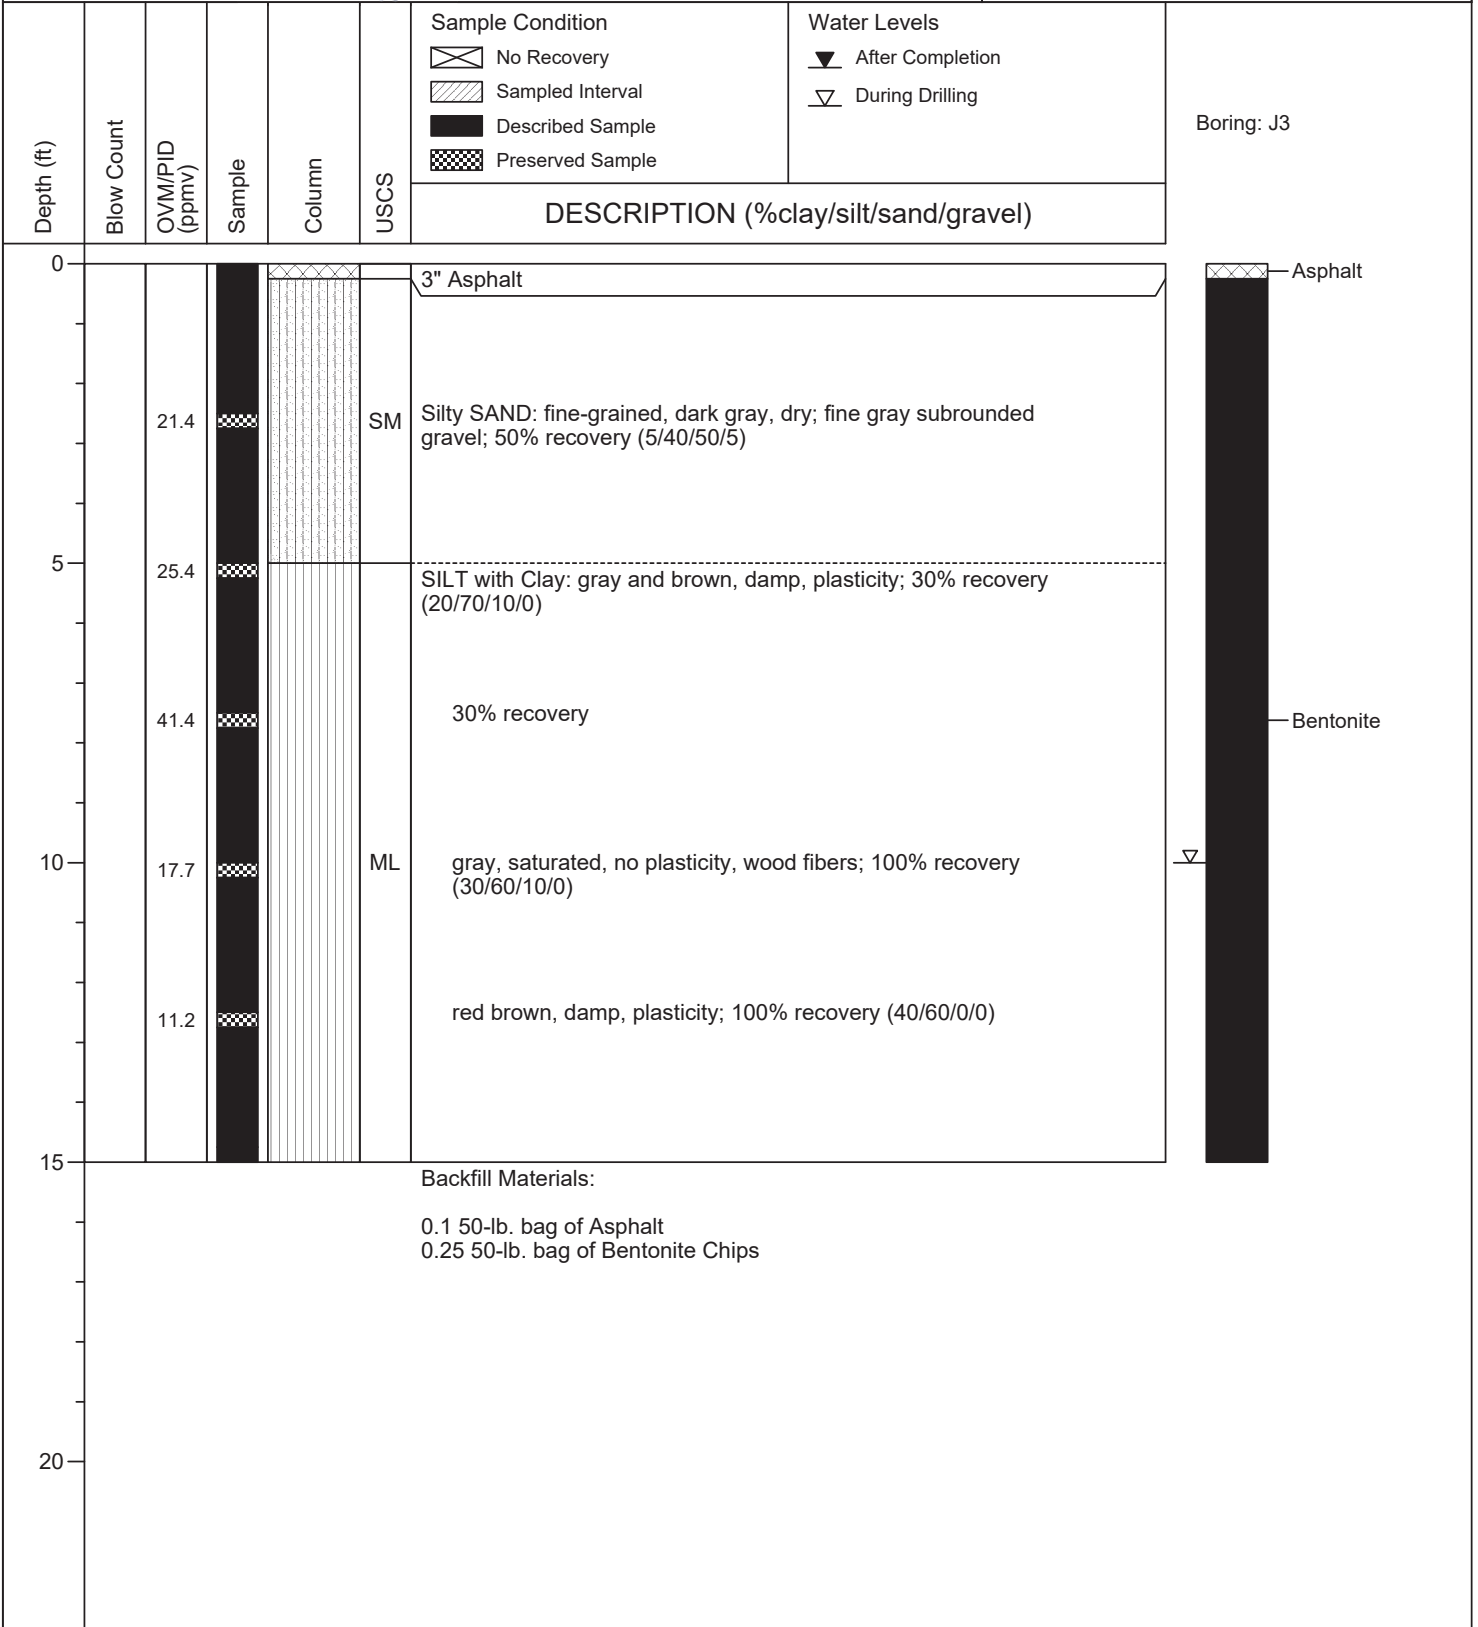 Sample Condition
No Recovery
Sampled Interval
Described Sample
Preserved Sample
Water Levels
After Completion
During Drilling
Boring: J3
Depth (ft)
Blow Count
OVM/PID
(ppmv)
Sample
Column
USCS
DESCRIPTION (%clay/silt/sand/gravel)
0
3" Asphalt
Asphalt
21.4
SM
Silty SAND: fine-grained, dark gray, dry; fine gray subrounded
gravel; 50% recovery (5/40/50/5)
5
25.4
SILT with Clay: gray and brown, damp, plasticity; 30% recovery
(20/70/10/0)
41.4
30% recovery
Bentonite
10
17.7
ML
gray, saturated, no plasticity, wood fibers; 100% recovery
(30/60/10/0)
11.2
red brown, damp, plasticity; 100% recovery (40/60/0/0)
15
Backfill Materials:
0.1 50-lb. bag of Asphalt
0.25 50-lb. bag of Bentonite Chips
20